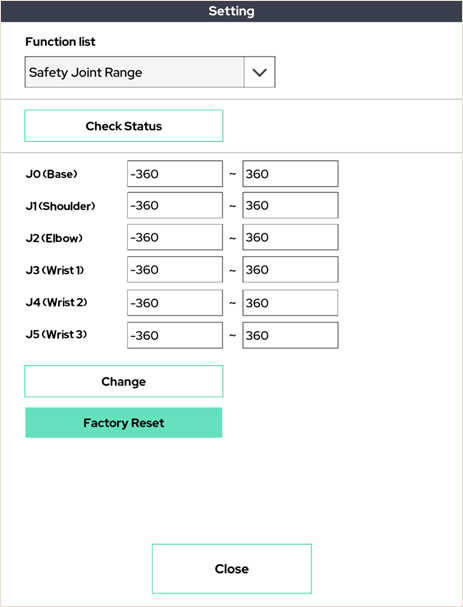 Setting
Function list
Safety Joint Range
Check Status
J0 (Base) -360 ~ 360
J1 (Shoulder) -360 ~ 360
J2 (Elbow) -360 ~ 360
J3 (Wrist 1) -360 ~ 360
J4 (Wrist 2) -360 ~ 360
J5 (Wrist 3) -360 ~ 360
Change
Factory Reset
Close